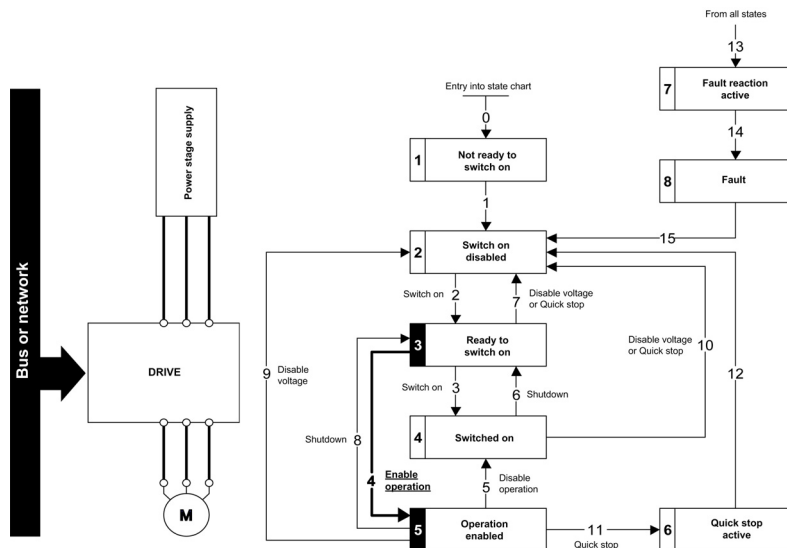 From all states
13
7
Fault reaction
active
14
8
Fault
15
Entry into state chart
0
1
Not ready to
switch on
1
2
Switch on
disabled
Switch on
2
7
Disable voltage
or Quick stop
3
Ready to
switch on
Switch on
3
6
Shutdown
4
Switched on
Disable voltage
or Quick stop
10
12
9
Disable
voltage
Shutdown
8
4
Enable
operation
5
Disable
operation
5
Operation
enabled
11
Quick stop
6
Quick stop
active
Bus or network
Power stage supply
DRIVE
M